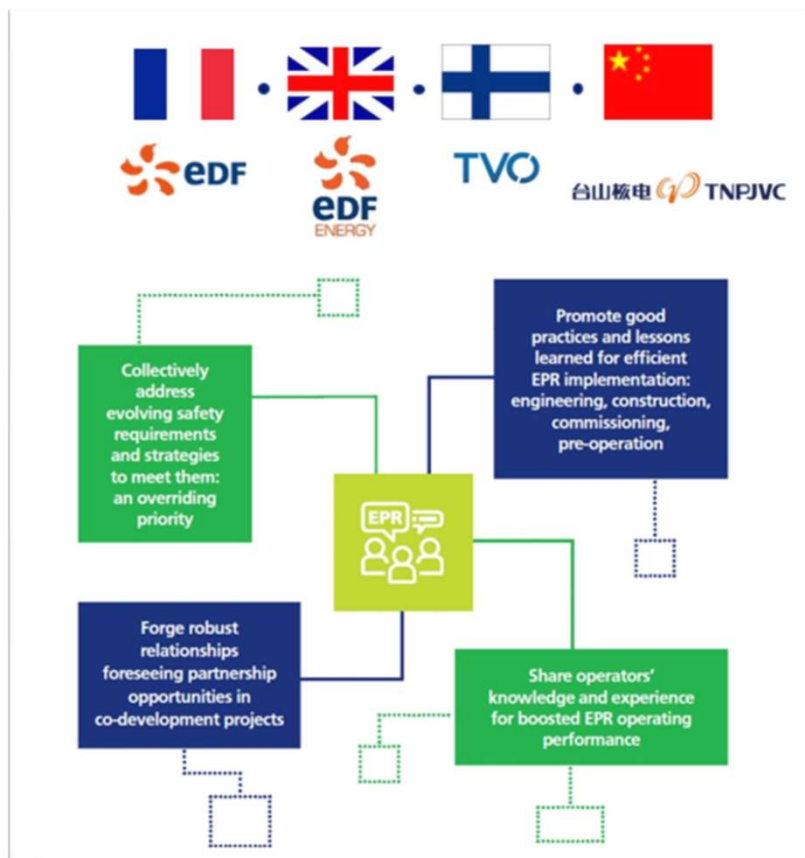 eDF
eDF
ENERGY
TVO
台山核电 TNPJVC
Collectively
address
evolving safety
requirements
and strategies
to meet them:
an overriding
priority
Promote good
practices and lessons
learned for efficient
EPR implementation:
engineering, construction,
commissioning,
pre-operation
EPR
Forge robust
relationships
foreseeing partnership
opportunities in
co-development projects
Share operators’
knowledge and experience
for boosted EPR operating
performance